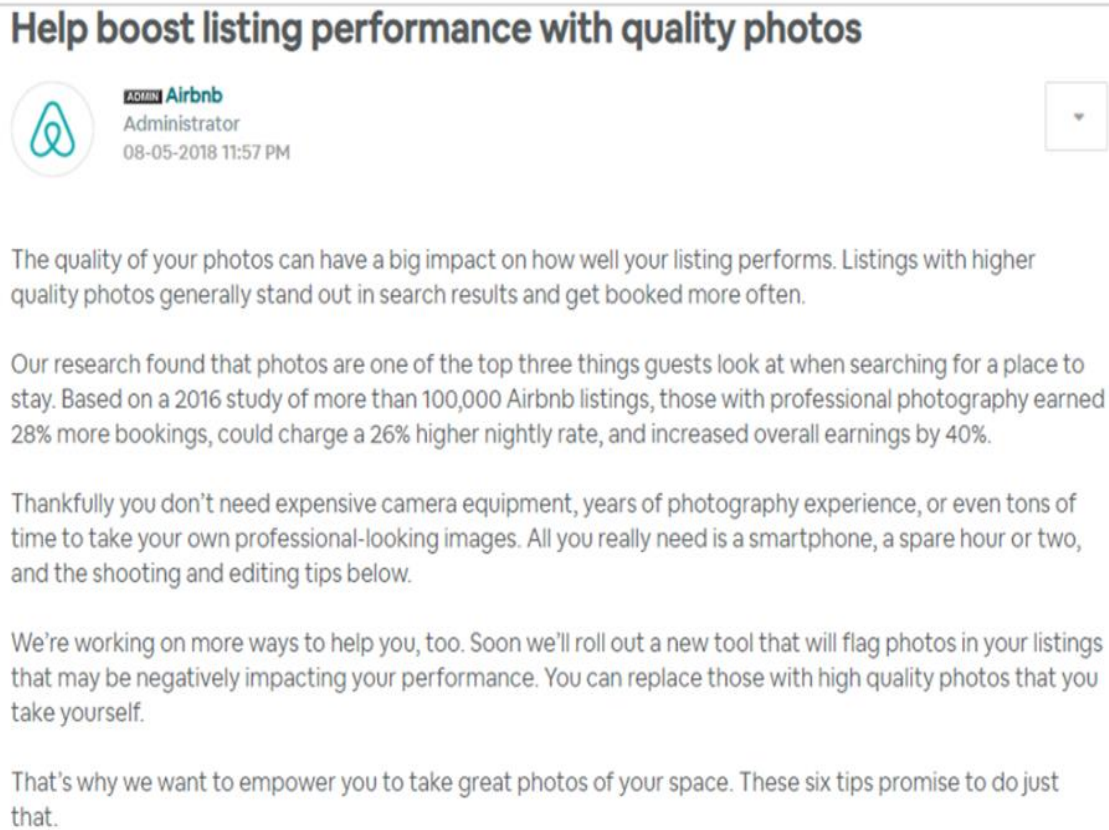 Help boost listing performance with quality photos
ADMIN Airbnb
Administrator
08-05-2018 11:57 PM
The quality of your photos can have a big impact on how well your listing performs. Listings with higher
quality photos generally stand out in search results and get booked more often.
Our research found that photos are one of the top three things guests look at when searching for a place to
stay. Based on a 2016 study of more than 100,000 Airbnb listings, those with professional photography earned
28% more bookings, could charge a 26% higher nightly rate, and increased overall earnings by 40%.
Thankfully you don't need expensive camera equipment, years of photography experience, or even tons of
time to take your own professional-looking images. All you really need is a smartphone, a spare hour or two,
and the shooting and editing tips below.
We're working on more ways to help you, too. Soon we'll roll out a new tool that will flag photos in your listings
that may be negatively impacting your performance. You can replace those with high quality photos that you
take yourself.
That's why we want to empower you to take great photos of your space. These six tips promise to do just
that.